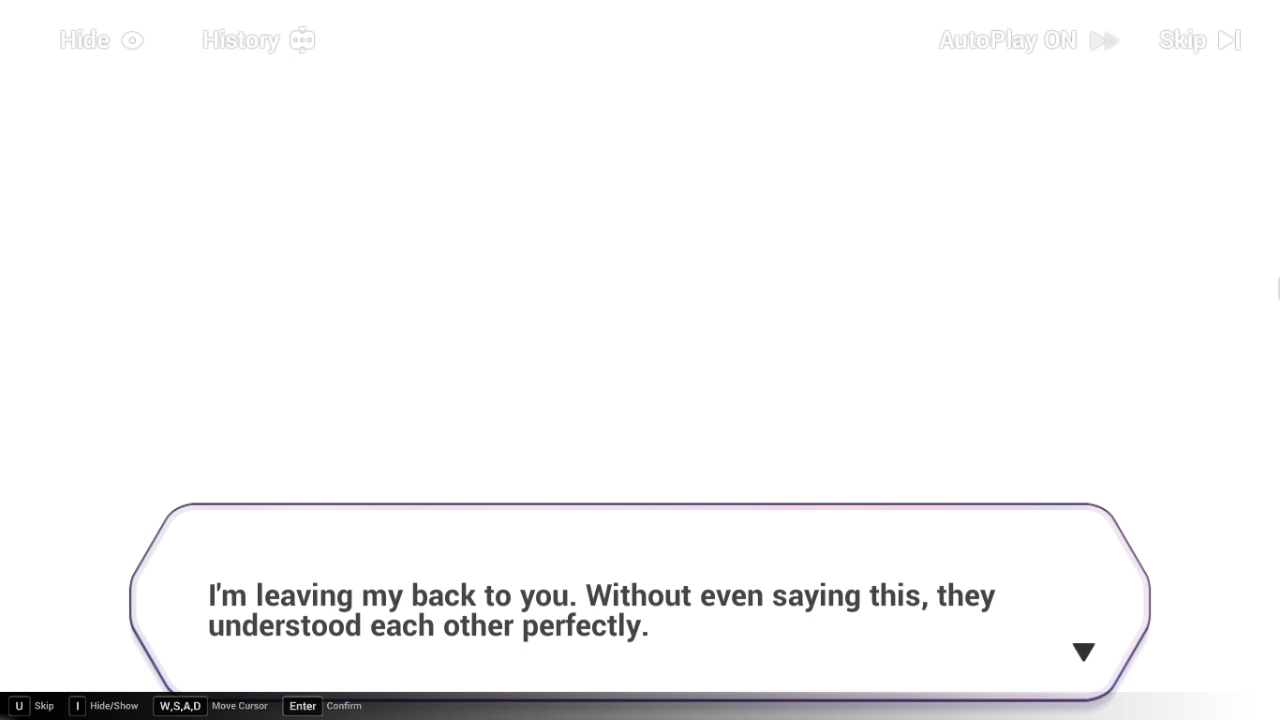 Hide
History
AutoPlay ON
Skip
I'm leaving my back to you. Without even saying this, they
understood each other perfectly.
U Skip I Hide/Show W,S,A,D Move Cursor Enter Confirm